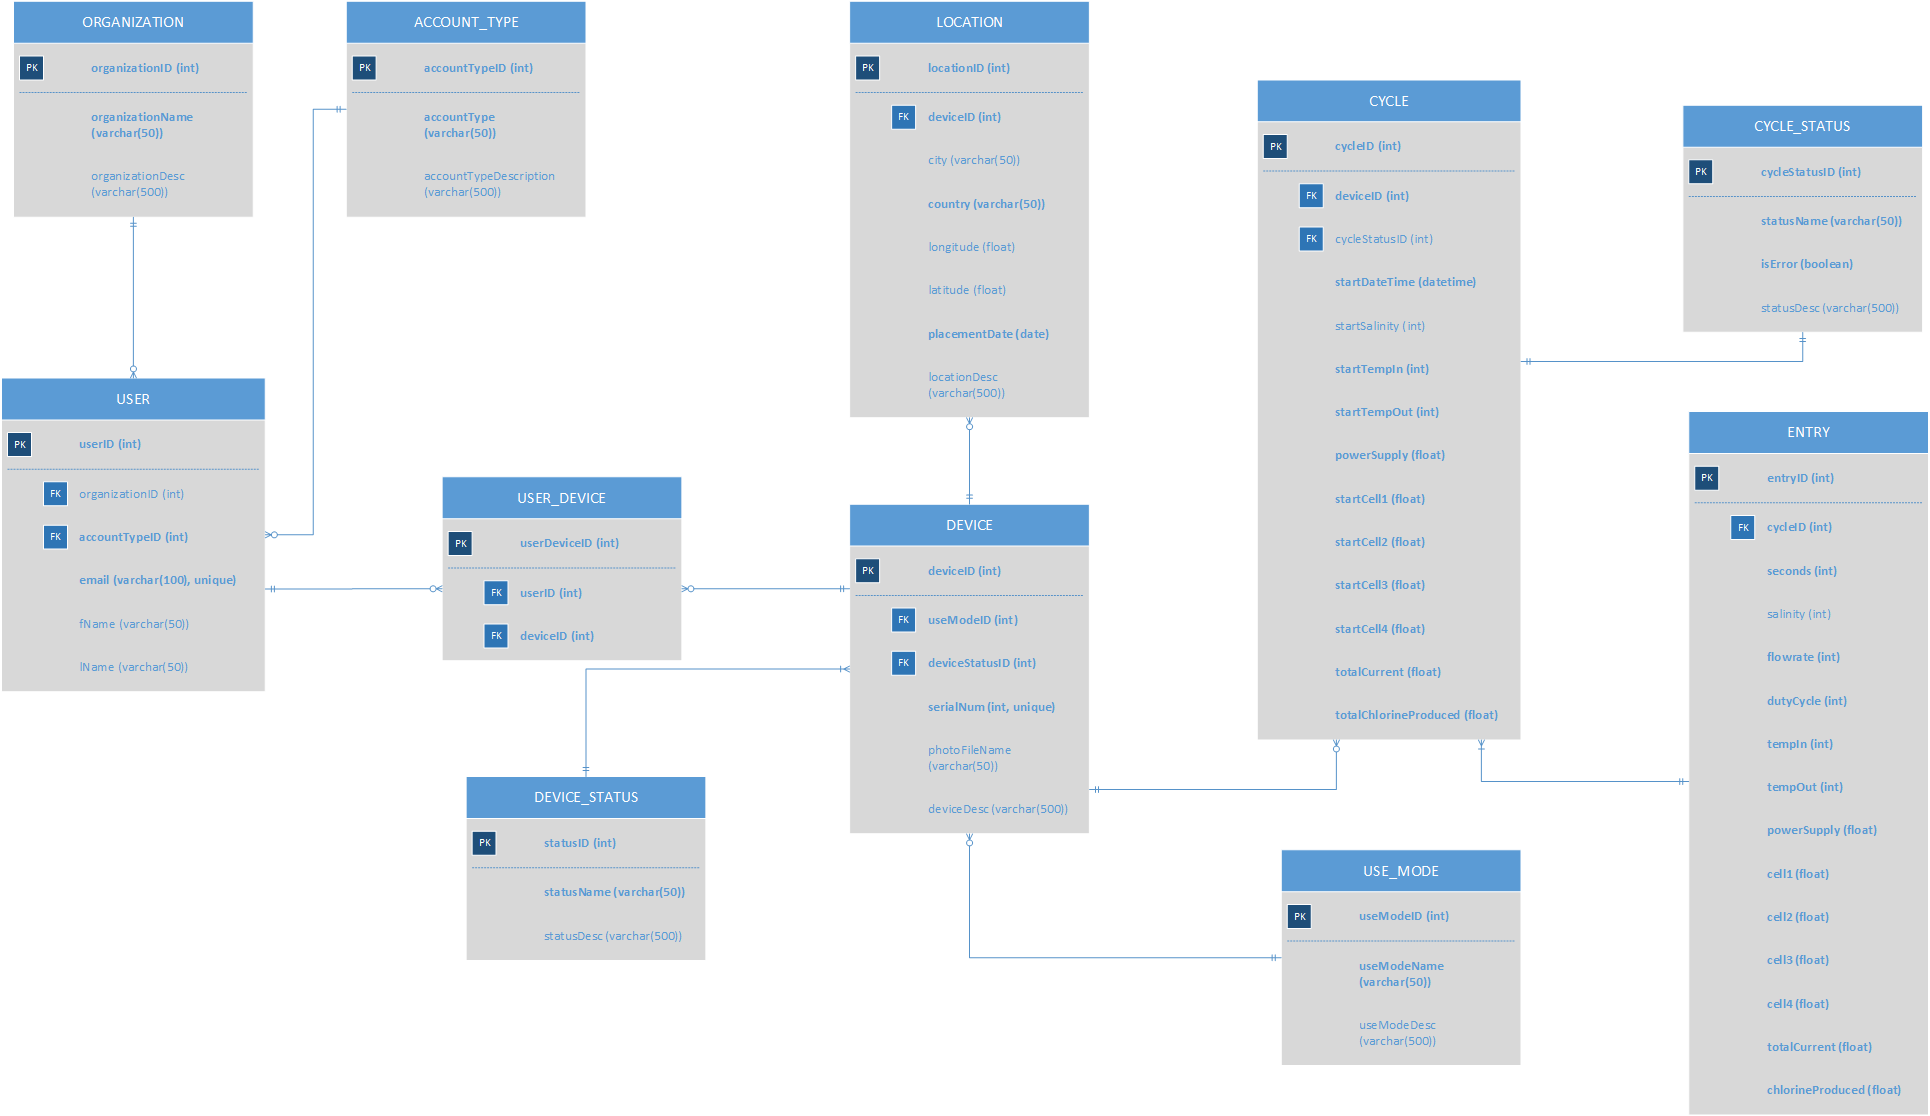 ORGANIZATION
PK
organizationID (int)
organizationName
(varchar(50))
organizationDesc
(varchar(500))
ACCOUNT_TYPE
PK
accountTypeID (int)
accountType
(varchar(50))
accountTypeDescription
(varchar(500))
LOCATION
PK
locationID (int)
FK
deviceID (int)
city (varchar(50))
country (varchar(50))
longitude (float)
latitude (float)
placementDate (date)
locationDesc
(varchar(500))
CYCLE
PK
cycleID (int)
FK
deviceID (int)
FK
cycleStatusID (int)
startDateTime (datetime)
startSalinity (int)
startTempIn (int)
startTempOut (int)
powerSupply (float)
startCell1 (float)
startCell2 (float)
startCell3 (float)
startCell4 (float)
totalCurrent (float)
totalChlorineProduced (float)
CYCLE_STATUS
PK
cycleStatusID (int)
statusName (varchar(50))
isError (boolean)
statusDesc (varchar(500))
USER
PK
userID (int)
FK
organizationID (int)
FK
accountTypeID (int)
email (varchar(100), unique)
fName (varchar(50))
lName (varchar(50))
USER_DEVICE
PK
userDeviceID (int)
FK
userID (int)
FK
deviceID (int)
DEVICE
PK
deviceID (int)
FK
useModeID (int)
FK
deviceStatusID (int)
serialNum (int, unique)
photoFileName
(varchar(50))
deviceDesc (varchar(500))
ENTRY
PK
entryID (int)
FK
cycleID (int)
seconds (int)
salinity (int)
flowrate (int)
dutyCycle (int)
tempIn (int)
tempOut (int)
powerSupply (float)
cell1 (float)
cell2 (float)
cell3 (float)
cell4 (float)
totalCurrent (float)
chlorineProduced (float)
DEVICE_STATUS
PK
statusID (int)
statusName (varchar(50))
statusDesc (varchar(500))
USE_MODE
PK
useModeID (int)
useModeName
(varchar(50))
useModeDesc
(varchar(500))